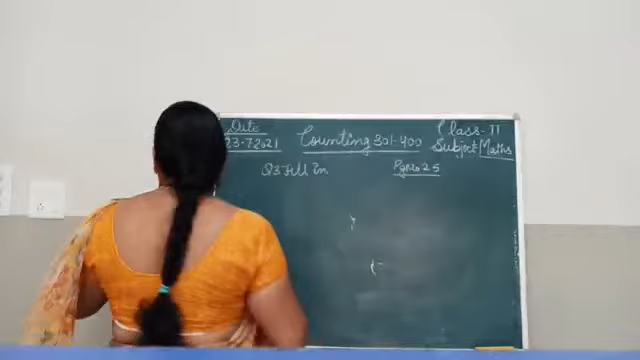 Date
23-7-2021
Counting 301-400
Class-II
Subject Maths
Q3 Fill In
Pg no 25